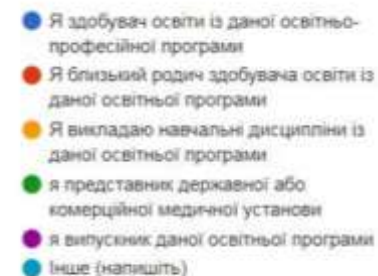 Я здобувач освіти із даної освітньо-
професійної програми
Я близький родич здобувача освіти із
даної освітньої програми
Я викладаю навчальні дисципліни із
даної освітньої програми
я представник державної або
комерційної медичної установи
я випускник даної освітньої програми
Інше (напишіть)